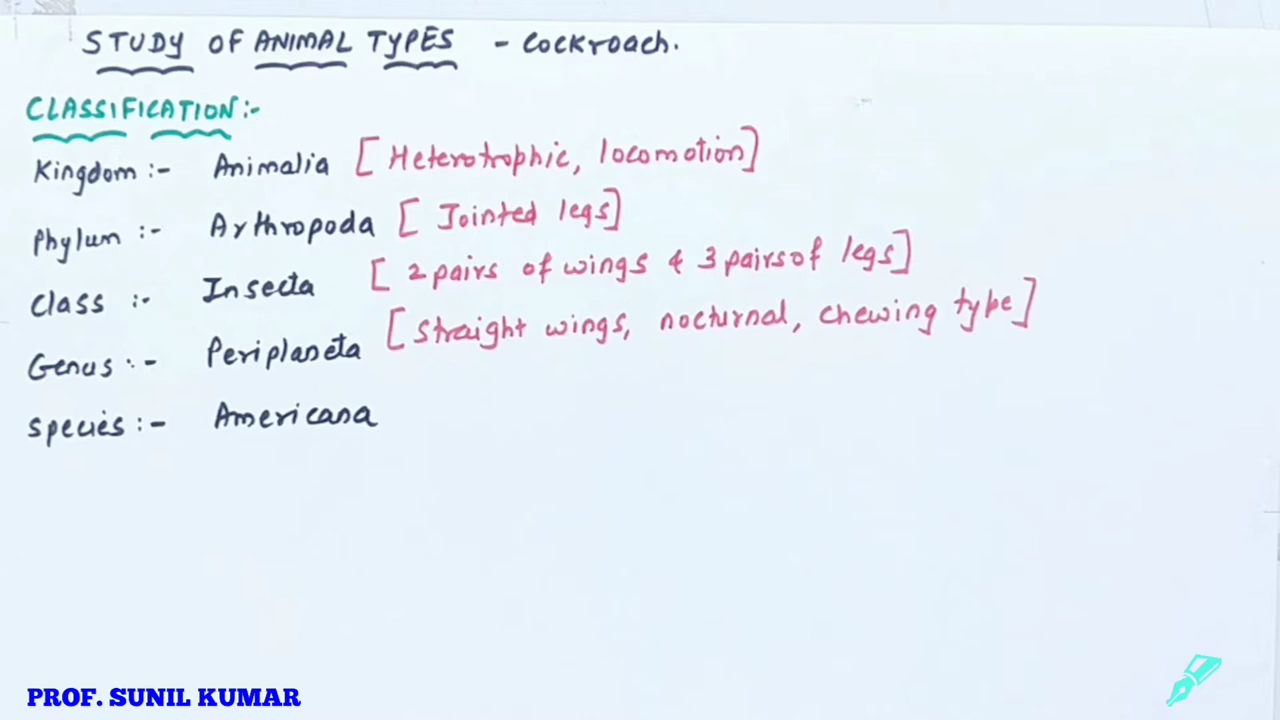 STUDY OF ANIMAL TYPES - Cockroach.
CLASSIFICATION:-
Kingdom:- Animalia [Heterotrophic, locomotion]
Phylum :- Arthropoda [Jointed legs]
Class :- Insecta [2 pairs of wings & 3 pairs of legs]
Genus :- Periplaneta [Straight wings, nocturnal, chewing type]
Species:- Americana
PROF. SUNIL KUMAR